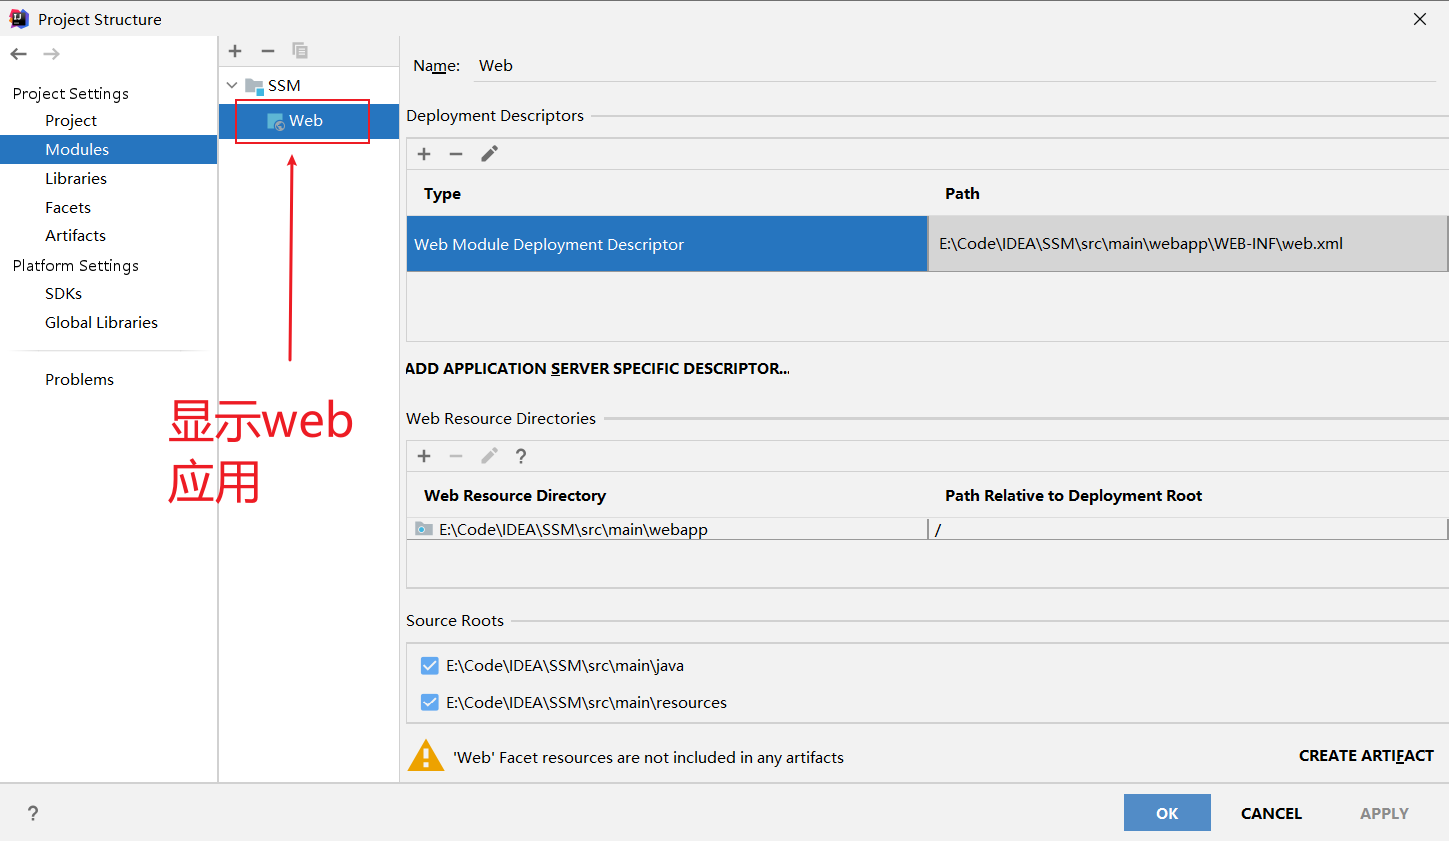 Project Structure
Project Settings
Project
Modules
Libraries
Facets
Artifacts
Platform Settings
SDKs
Global Libraries
Problems
SSM
Web
显示web
应用
Name: Web
Deployment Descriptors
Type Path
Web Module Deployment Descriptor E:\Code\IDEA\SSM\src\main\webapp\WEB-INF\web.xml
ADD APPLICATION SERVER SPECIFIC DESCRIPTOR...
Web Resource Directories
?
Web Resource Directory Path Relative to Deployment Root
E:\Code\IDEA\SSM\src\main\webapp /
Source Roots
E:\Code\IDEA\SSM\src\main\java
E:\Code\IDEA\SSM\src\main\resources
'Web' Facet resources are not included in any artifacts CREATE ARTIFACT
? OK CANCEL APPLY